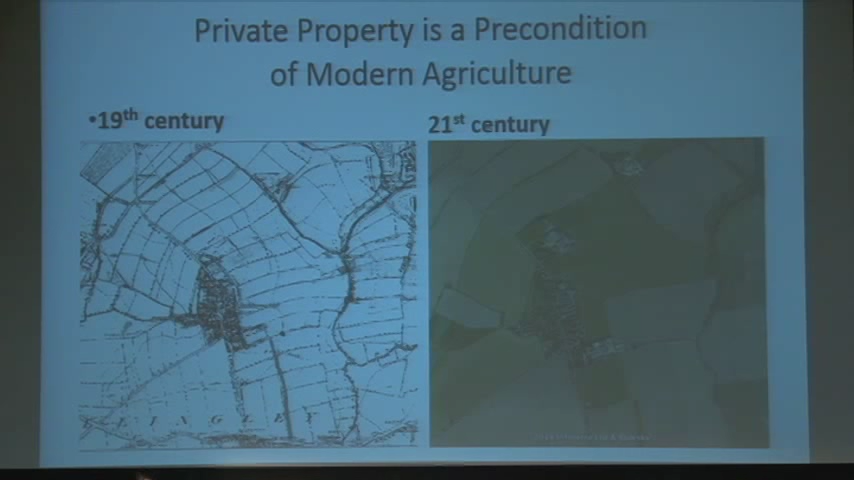 Private Property is a Precondition
of Modern Agriculture
•19th century
21st century